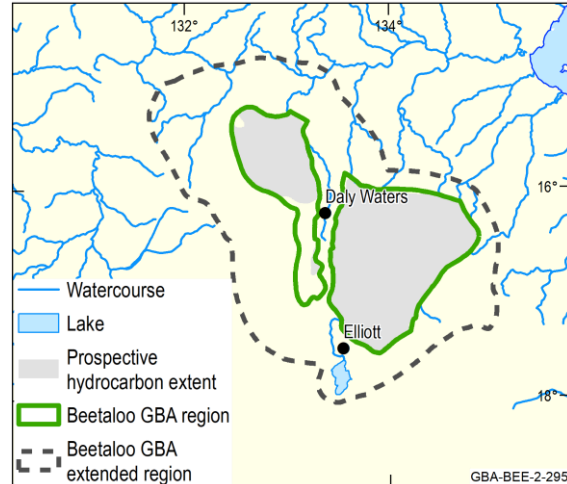 132°
134°
16°
Daly Waters
Elliott
18°
Watercourse
Lake
Prospective
hydrocarbon extent
Beetaloo GBA region
Beetaloo GBA
extended region
GBA-BEE-2-295